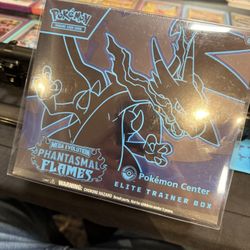 POKÉMON
MEGA EVOLUTION
PHANTASMAL
FLAMES
Pokémon Center
ELITE TRAINER BOX
WARNING: